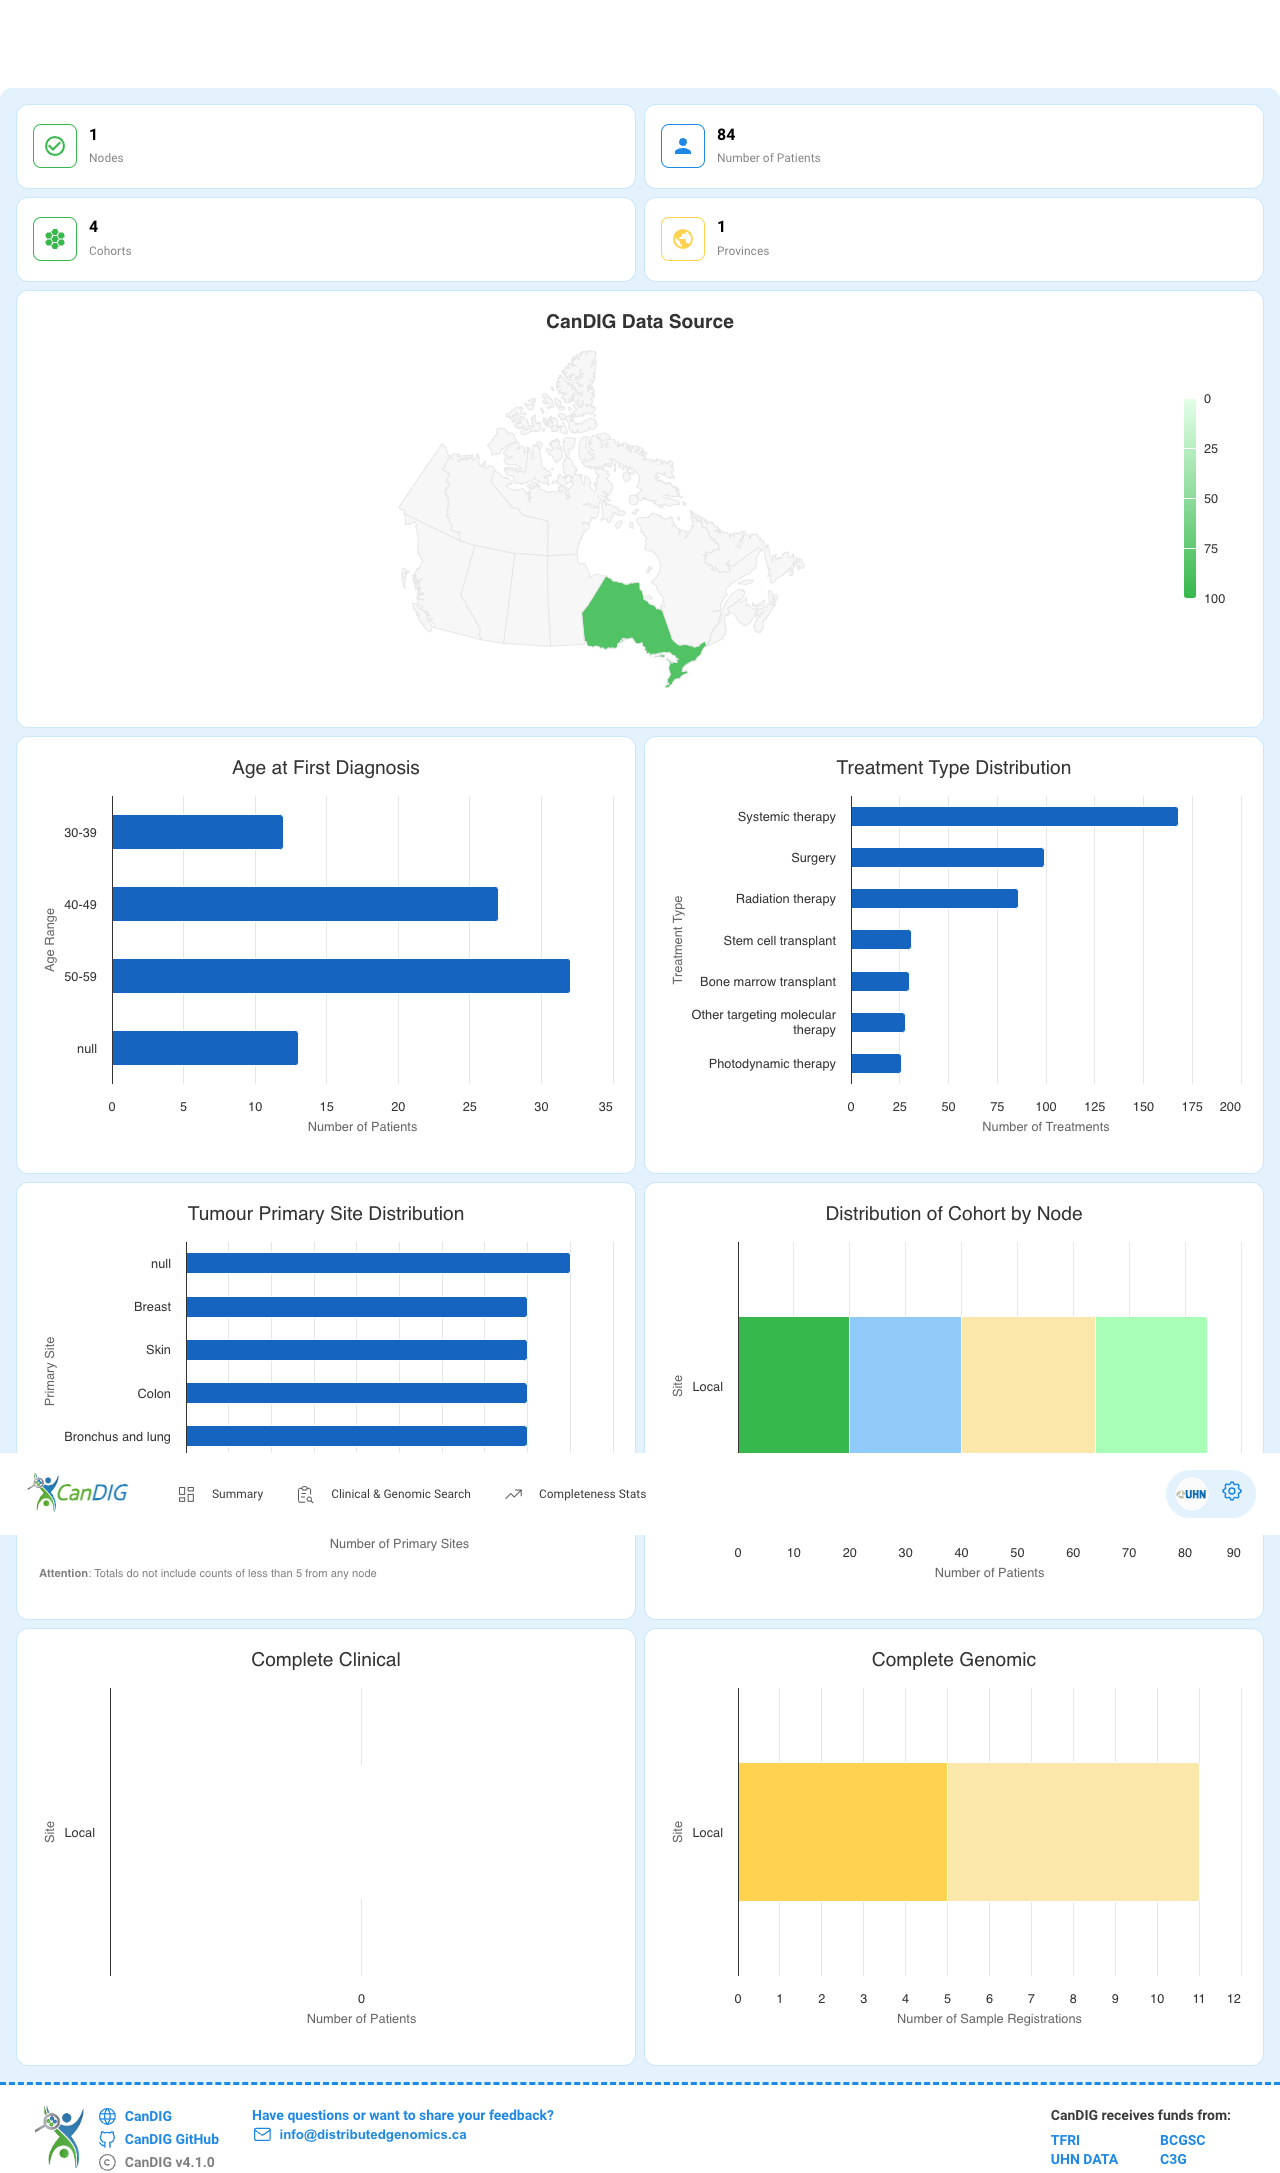 1
Nodes
84
Number of Patients
4
Cohorts
1
Provinces
CanDIG Data Source
0
25
50
75
100
Age at First Diagnosis
Age Range
30-39
40-49
50-59
null
0 5 10 15 20 25 30 35
Number of Patients
Treatment Type Distribution
Treatment Type
Systemic therapy
Surgery
Radiation therapy
Stem cell transplant
Bone marrow transplant
Other targeting molecular
therapy
Photodynamic therapy
0 25 50 75 100 125 150 175 200
Number of Treatments
Tumour Primary Site Distribution
Primary Site
null
Breast
Skin
Colon
Bronchus and lung
Distribution of Cohort by Node
Site
Local
CanDIG
Summary
Clinical & Genomic Search
Completeness Stats
UHN
Number of Primary Sites
Attention: Totals do not include counts of less than 5 from any node
0 10 20 30 40 50 60 70 80 90
Number of Patients
Complete Clinical
Site
Local
0
Number of Patients
Complete Genomic
Site
Local
0 1 2 3 4 5 6 7 8 9 10 11 12
Number of Sample Registrations
CanDIG
CanDIG GitHub
CanDIG v4.1.0
Have questions or want to share your feedback?
info@distributedgenomics.ca
CanDIG receives funds from:
TFRI BCGSC
UHN DATA C3G